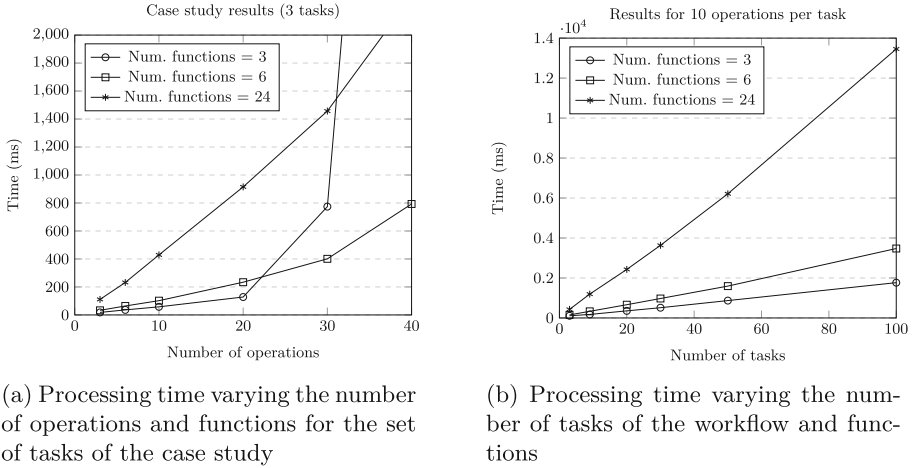 Case study results (3 tasks)
2,000
1,800
1,600
1,400
1,200
1,000
800
600
400
200
0
Time (ms)
Num. functions = 3
Num. functions = 6
Num. functions = 24
0
10
20
30
40
Number of operations
(a) Processing time varying the number
of operations and functions for the set
of tasks of the case study
Results for 10 operations per task
·10⁴
1.4
1.2
1
0.8
0.6
0.4
0.2
0
Time (ms)
Num. functions = 3
Num. functions = 6
Num. functions = 24
0
20
40
60
80
100
Number of tasks
(b) Processing time varying the num-
ber of tasks of the workflow and func-
tions